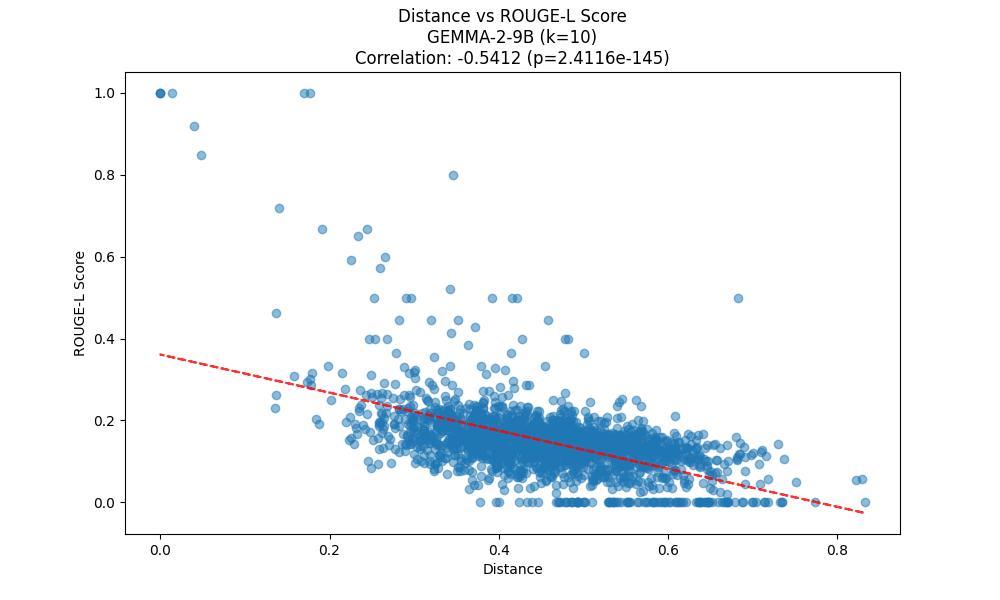 Distance vs ROUGE-L Score
GEMMA-2-9B (k=10)
Correlation: -0.5412 (p=2.4116e-145)
1.0
0.8
0.6
0.4
0.2
0.0
ROUGE-L Score
0.0 0.2 0.4 0.6 0.8
Distance